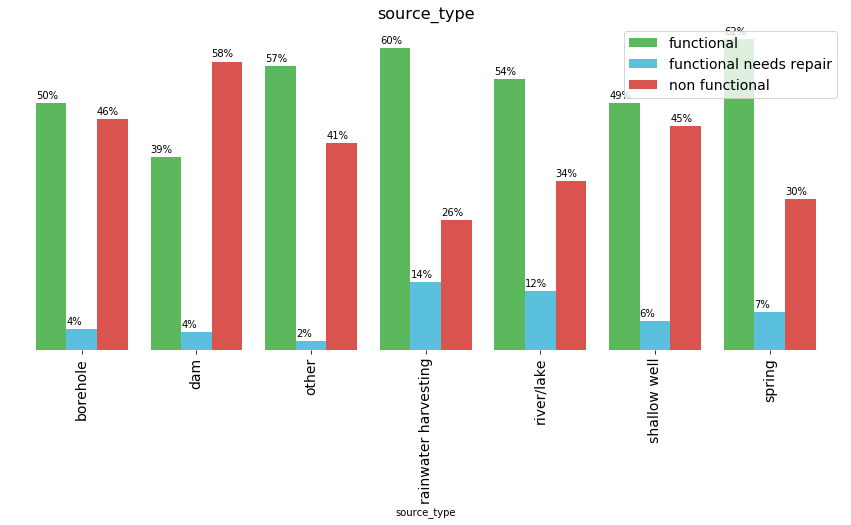 source_type
functional
functional needs repair
non functional
50%
4%
46%
39%
4%
58%
57%
2%
41%
60%
14%
26%
54%
12%
34%
49%
6%
45%
62%
7%
30%
borehole
dam
other
rainwater harvesting
river/lake
shallow well
spring
source_type